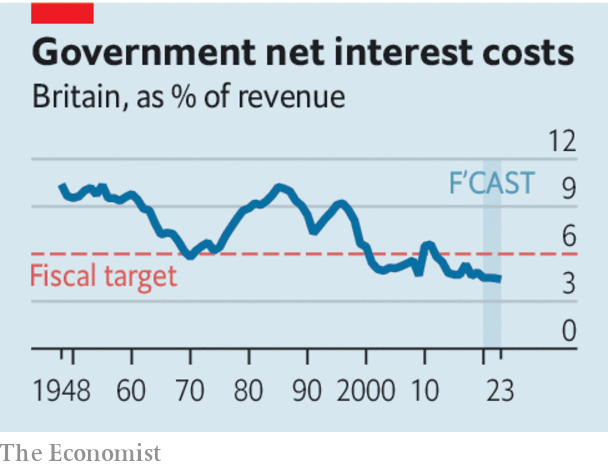 Government net interest costs
Britain, as % of revenue
12
F'CAST
9
6
Fiscal target
3
0
1948 60 70 80 90 2000 10 23
The Economist